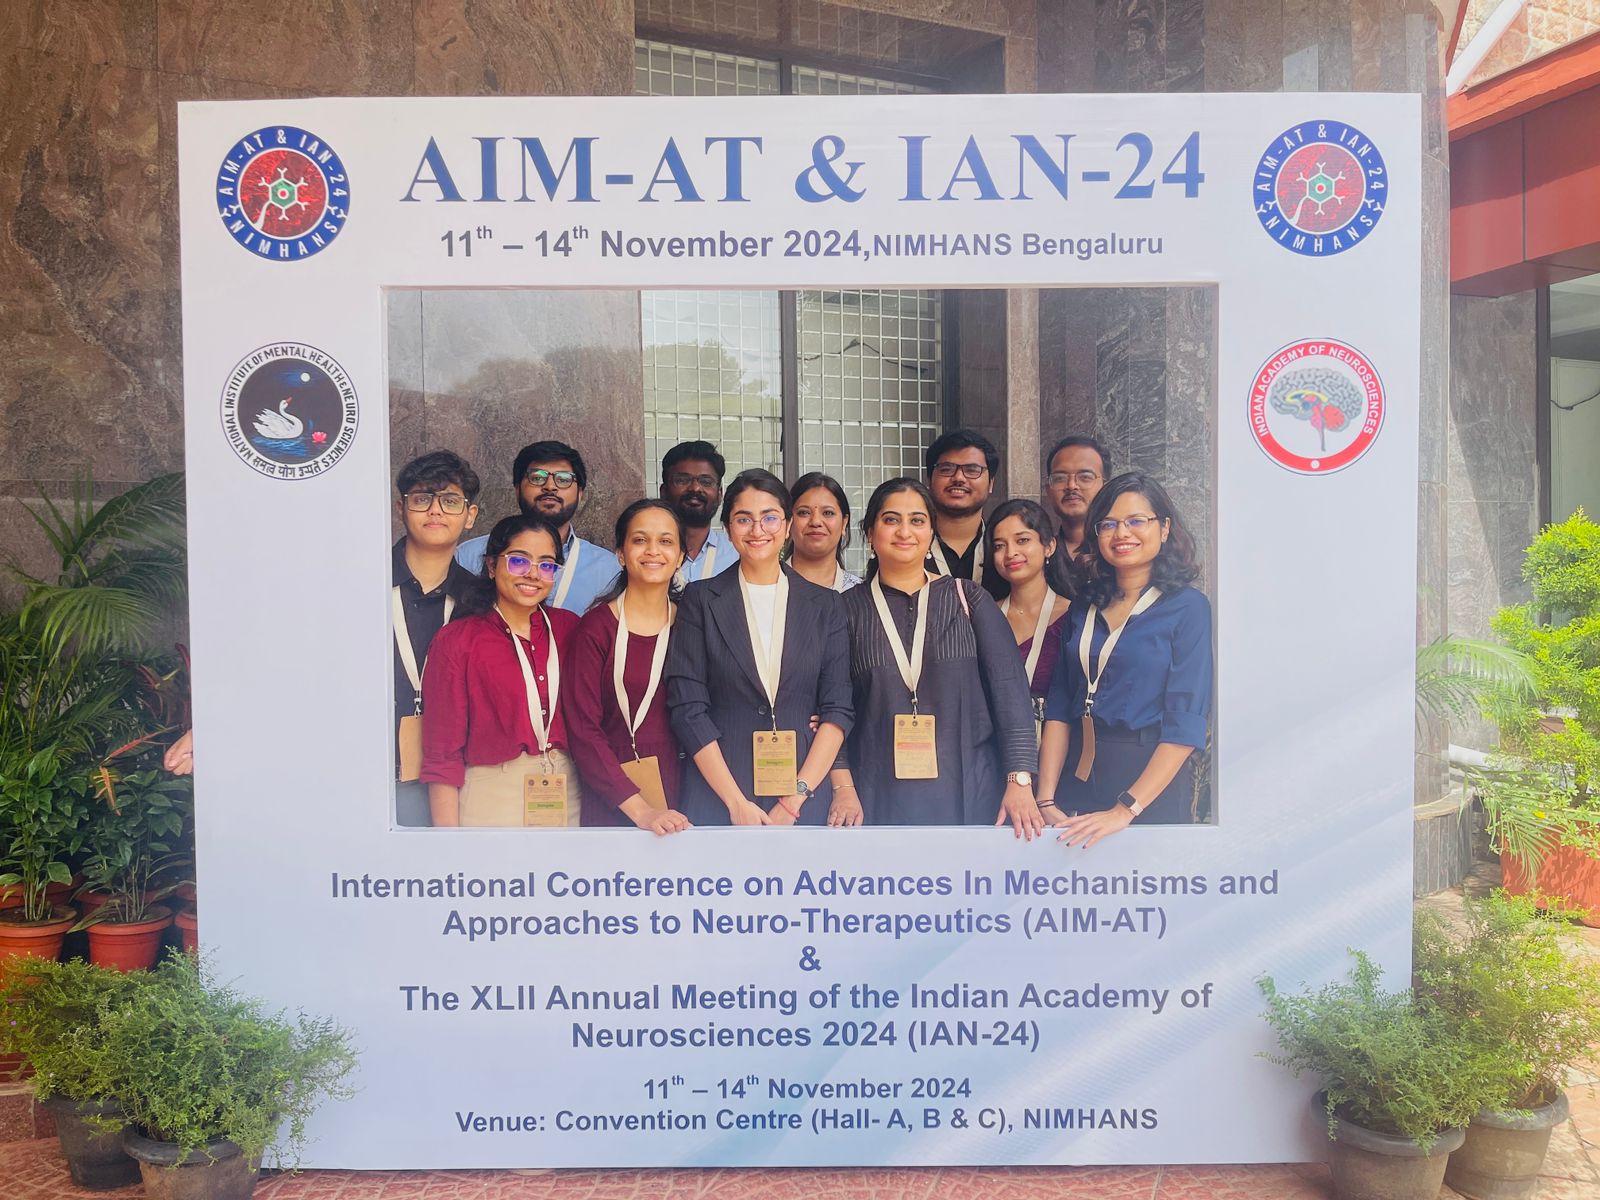 AIM-AT & IAN-24
11th – 14th November 2024,NIMHANS Bengaluru
AIM-AT & IAN-24
NIMHANS
AIM-AT & IAN-24
NIMHANS
NATIONAL INSTITUTE OF MENTAL HEALTH & NEURO SCIENCES
समत्व योग उच्यते
INDIAN ACADEMY OF NEUROSCIENCES
International Conference on Advances In Mechanisms and
Approaches to Neuro-Therapeutics (AIM-AT)
&
The XLII Annual Meeting of the Indian Academy of
Neurosciences 2024 (IAN-24)
11th – 14th November 2024
Venue: Convention Centre (Hall- A, B & C), NIMHANS